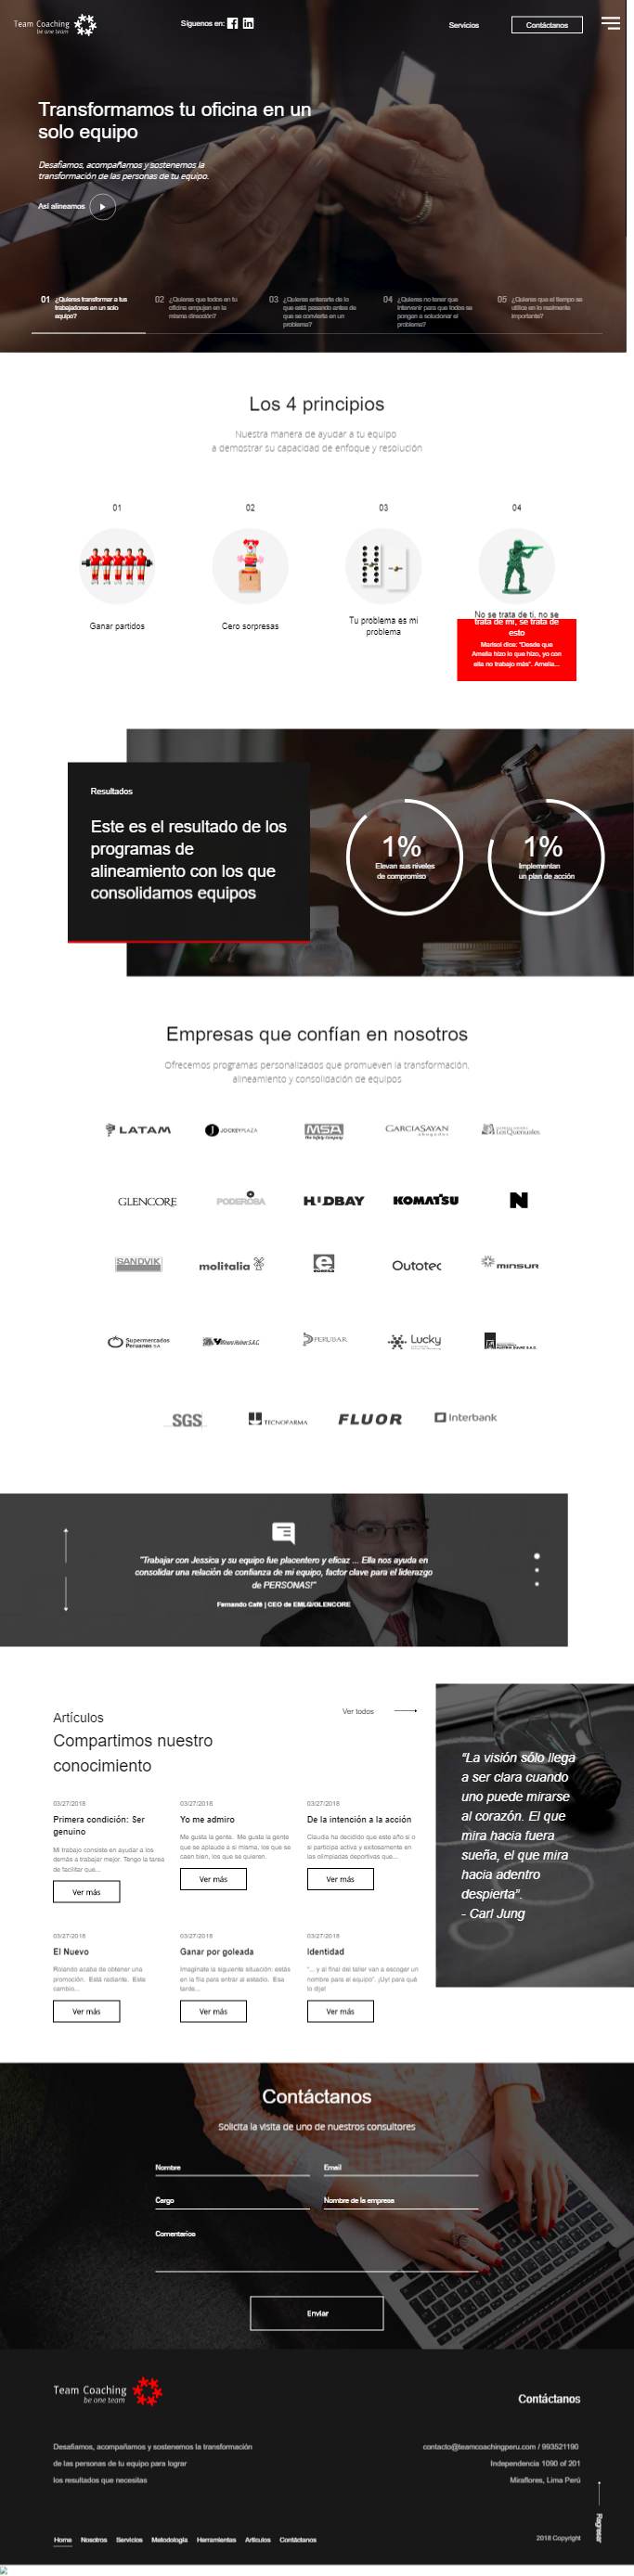 Team Coaching
be one team
Síguenos en:
Servicios
Contáctanos
Transformamos tu oficina en un
solo equipo
Desafiamos, acompañamos y sostenemos la
transformación de las personas de tu equipo.
Así alineamos
01 ¿Quieres transformar a tus
trabajadores en un solo
equipo?
02 ¿Quieres que todos en tu
oficina empujen en la
misma dirección?
03 ¿Quieres enterarte de lo
que está pasando antes de
que se convierta en un
problema?
04 ¿Quieres no tener que
intervenir para que todos se
pongan a solucionar el
problema?
05 ¿Quieres que el tiempo se
utilice en lo realmente
importante?
Los 4 principios
Nuestra manera de ayudar a tu equipo
a demostrar su capacidad de enfoque y resolución
01
02
03
04
Ganar partidos
Cero sorpresas
Tu problema es mi
problema
No se trata de ti, no se
trata de mi, se trata de
esto
Marisol dice: "Desde que
Amelia hizo lo que hizo, yo con
ella no trabajo más". Amelia...
Resultados
Este es el resultado de los
programas de
alineamiento con los que
consolidamos equipos
1%
Elevan sus niveles
de compromiso
1%
Implementan
un plan de acción
Empresas que confían en nosotros
Ofrecemos programas personalizados que promueven la transformación,
alineamiento y consolidación de equipos
LATAM
JOCKEYPLAZA
MSA
The Safety Company
GARCIASAYAN
abogados
Los Quenuales
GLENCORE
PODEROSA
HUDBAY
KOMATSU
N
SANDVIK
molitalia
e
Outotec
MINSUR
Supermercados
Peruanos SA
PERUBAR
Lucky
SGS
TECNOFARMA
FLUOR
Interbank
"Trabajar con Jessica y su equipo fue placentero y eficaz ... Ella nos ayuda en
consolidar una relación de confianza de mi equipo, factor clave para el liderazgo
de PERSONAS!"
Fernando Café | CEO de EMLQ/GLENCORE
Artículos
Ver todos
Compartimos nuestro
conocimiento
03/27/2018
Primera condición: Ser
genuino
Mi trabajo consiste en ayudar a los
demás a trabajar mejor. Tengo la tarea
de facilitar que...
Ver más
03/27/2018
Yo me admiro
Me gusta la gente. Me gusta la gente
que se aplaude a si misma, los que se
caen bien, los que se quieren.
Ver más
03/27/2018
De la intención a la acción
Claudia ha decidido que este año si o
si participa activa y exitosamente en
las olimpiadas deportivas que...
Ver más
"La visión sólo llega
a ser clara cuando
uno puede mirarse
al corazón. El que
mira hacia fuera
sueña, el que mira
hacia adentro
despierta".
- Carl Jung
03/27/2018
El Nuevo
Rolando acaba de obtener una
promoción. Está radiante. Este
cambio...
Ver más
03/27/2018
Ganar por goleada
Imagínate la siguiente situación: estás
en la fila para entrar al estadio. Esa
tarde...
Ver más
03/27/2018
Identidad
"... y al final del taller van a escoger un
nombre para el equipo". ¡Uy! para qué
lo dije!
Ver más
Contáctanos
Solicita la visita de uno de nuestros consultores
Nombre
Email
Cargo
Nombre de la empresa
Comentarios
Enviar
Team Coaching
be one team
Contáctanos
Desafiamos, acompañamos y sostenemos la transformación
de las personas de tu equipo para lograr
los resultados que necesitas
contacto@teamcoachingperu.com / 993521190
Independencia 1090 of 201
Miraflores, Lima Perú
Regresar
Home Nosotros Servicios Metodología Herramientas Artículos Contáctanos
2018 Copyright